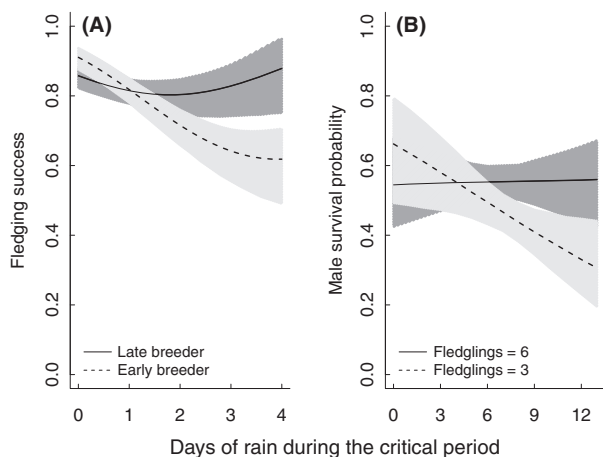 (A)
Fledging success
0.0
0.2
0.4
0.6
0.8
1.0
Late breeder
Early breeder
0 1 2 3 4
(B)
Male survival probability
0.0
0.2
0.4
0.6
0.8
1.0
Fledglings = 6
Fledglings = 3
0 3 6 9 12
Days of rain during the critical period